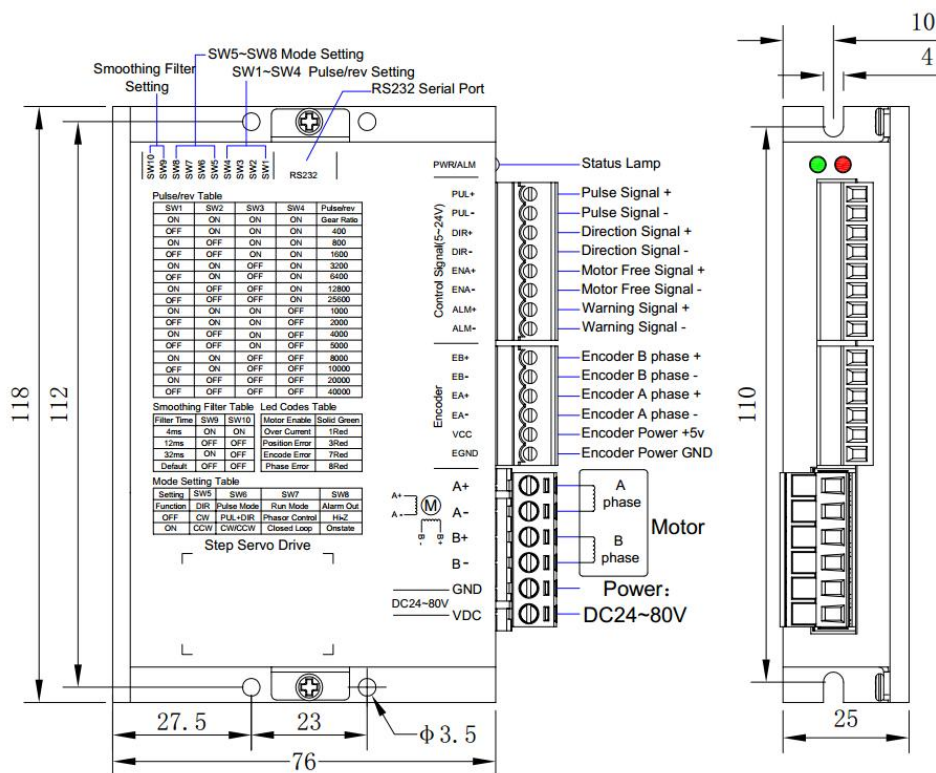 SW5~SW8 Mode Setting
Smoothing Filter Setting
SW1~SW4 Pulse/rev Setting
RS232 Serial Port
SW10 SW9 SW8 SW7 SW6 SW5 SW4 SW3 SW2 SW1
RS232
PWR/ALM
Status Lamp
Pulse/rev Table
SW1 SW2 SW3 SW4 Pulse/rev
ON ON ON ON Gear Ratio
OFF ON ON ON 400
ON OFF ON ON 800
OFF OFF ON ON 1600
ON ON OFF ON 3200
OFF ON OFF ON 6400
ON OFF OFF ON 12800
OFF OFF OFF ON 25600
ON ON ON OFF 1000
OFF ON ON OFF 2000
ON OFF ON OFF 4000
OFF OFF ON OFF 5000
ON ON OFF OFF 8000
OFF ON OFF OFF 10000
ON OFF OFF OFF 20000
OFF OFF OFF OFF 40000
Smoothing Filter Table
Filter Time SW9 SW10
4ms ON ON
12ms OFF OFF
32ms ON OFF
Default OFF OFF
Led Codes Table
Motor Enable Solid Green
Over Current 1Red
Position Error 3Red
Encode Error 7Red
Phase Error 8Red
Mode Setting Table
Setting SW5 SW6 SW7 SW8
Function DIR Pulse Mode Run Mode Alarm Out
OFF CW PUL+DIR Phasor Control Hi-Z
ON CCW CW/CCW Closed Loop Onstate
Step Servo Drive
Control Signal(5~24V)
PUL+ Pulse Signal +
PUL- Pulse Signal -
DIR+ Direction Signal +
DIR- Direction Signal -
ENA+ Motor Free Signal +
ENA- Motor Free Signal -
ALM+ Warning Signal +
ALM- Warning Signal -
Encoder
EB+ Encoder B phase +
EB- Encoder B phase -
EA+ Encoder A phase +
EA- Encoder A phase -
VCC Encoder Power +5v
EGND Encoder Power GND
A+
A-
B+
B-
A+
A-
M
B-
B+
A phase
B phase
Motor
GND
DC24~80V
VDC
Power:
DC24~80V
118
112
27.5
23
φ3.5
76
10
4
110
25